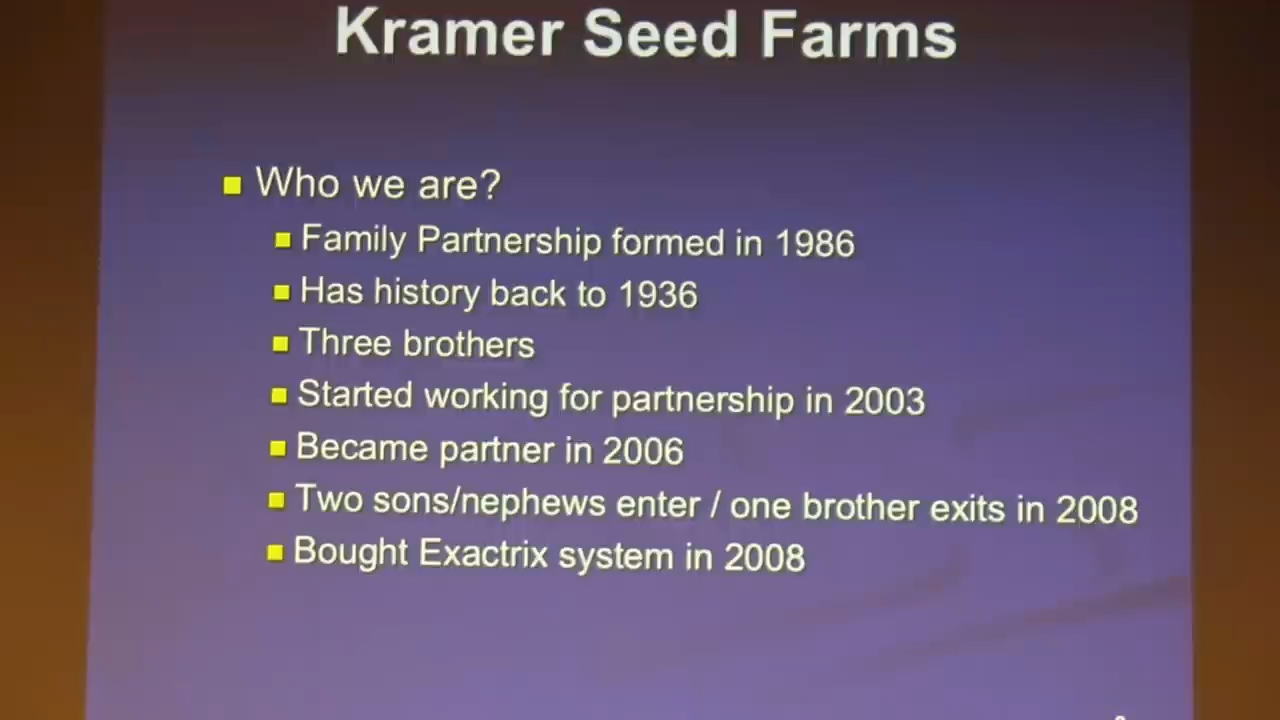 Kramer Seed Farms
Who we are?
Family Partnership formed in 1986
Has history back to 1936
Three brothers
Started working for partnership in 2003
Became partner in 2006
Two sons/nephews enter / one brother exits in 2008
Bought Exactrix system in 2008